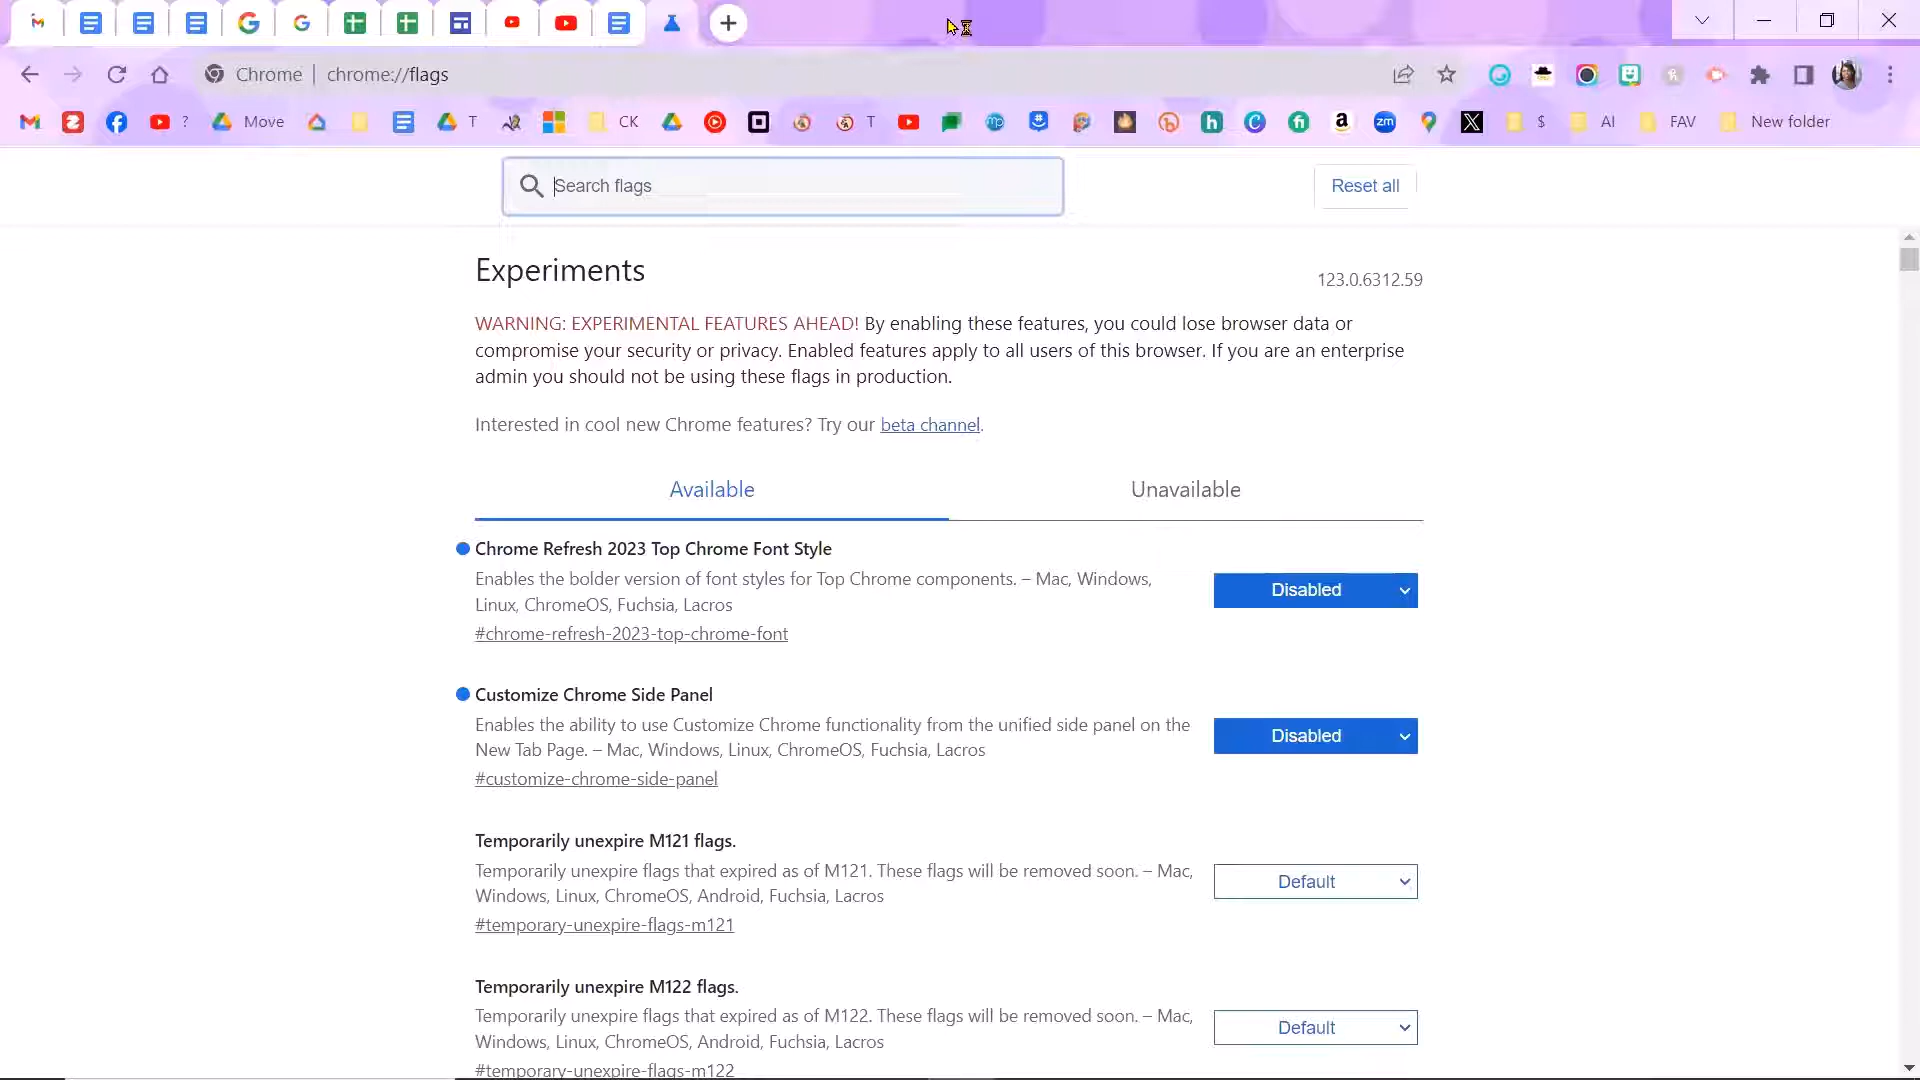 Chrome | chrome://flags
? Move T CK T $ AI FAV New folder
Search flags
Reset all
Experiments
123.0.6312.59
WARNING: EXPERIMENTAL FEATURES AHEAD! By enabling these features, you could lose browser data or
compromise your security or privacy. Enabled features apply to all users of this browser. If you are an enterprise
admin you should not be using these flags in production.
Interested in cool new Chrome features? Try our beta channel.
Available
Unavailable
Chrome Refresh 2023 Top Chrome Font Style
Enables the bolder version of font styles for Top Chrome components. – Mac, Windows,
Linux, ChromeOS, Fuchsia, Lacros
#chrome-refresh-2023-top-chrome-font
Disabled
Customize Chrome Side Panel
Enables the ability to use Customize Chrome functionality from the unified side panel on the
New Tab Page. – Mac, Windows, Linux, ChromeOS, Fuchsia, Lacros
#customize-chrome-side-panel
Disabled
Temporarily unexpire M121 flags.
Temporarily unexpire flags that expired as of M121. These flags will be removed soon. – Mac,
Windows, Linux, ChromeOS, Android, Fuchsia, Lacros
#temporary-unexpire-flags-m121
Default
Temporarily unexpire M122 flags.
Temporarily unexpire flags that expired as of M122. These flags will be removed soon. – Mac,
Windows, Linux, ChromeOS, Android, Fuchsia, Lacros
#temporary-unexpire-flags-m122
Default